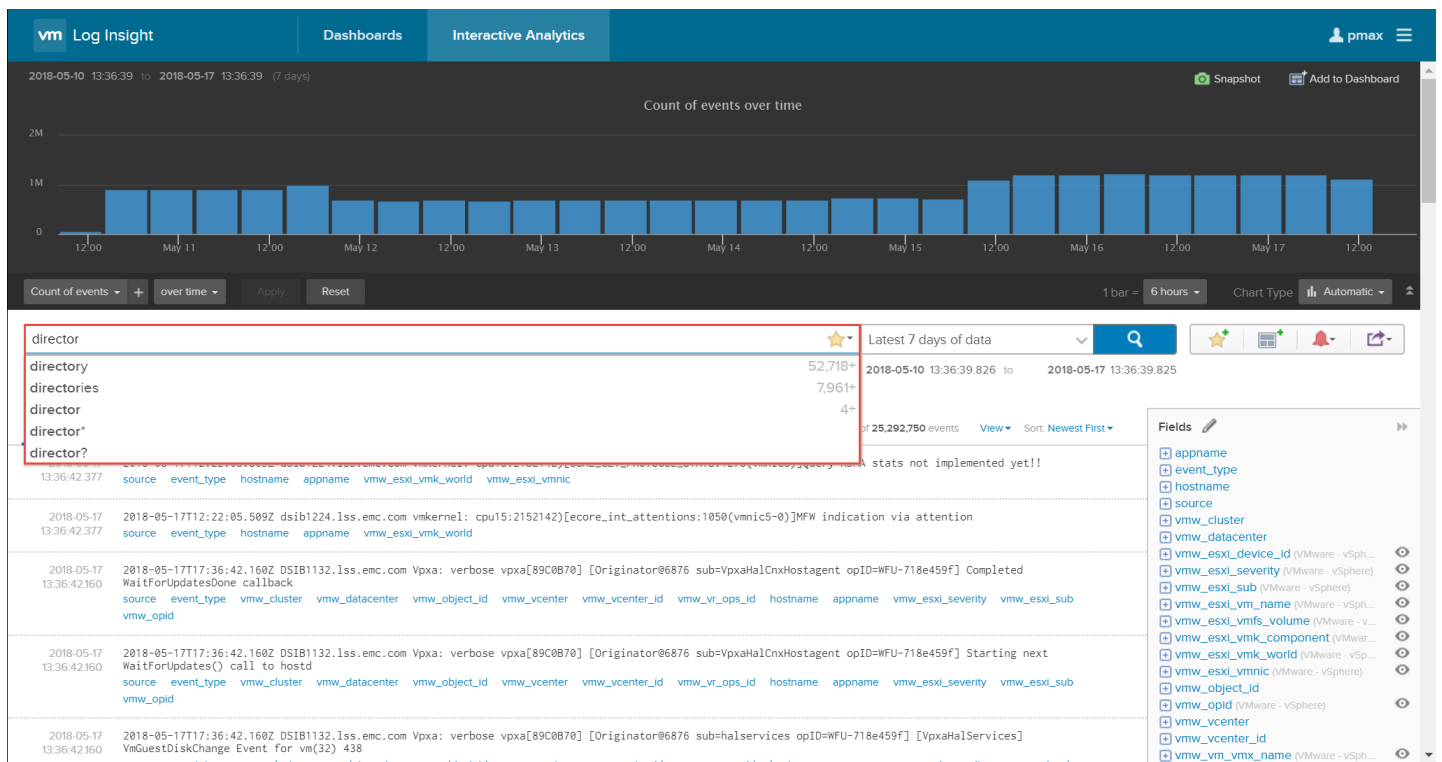 vm Log Insight Dashboards Interactive Analytics pmax
2018-05-10 13:36:39 to 2018-05-17 13:36:39 (7 days) Snapshot Add to Dashboard
Count of events over time
2M
1M
0
12:00 May 11 12:00 May 12 12:00 May 13 12:00 May 14 12:00 May 15 12:00 May 16 12:00 May 17 12:00
Count of events + over time Apply Reset 1 bar = 6 hours Chart Type Automatic
director Latest 7 days of data
directory 52,718+
directories 7,961+
director 4+
director*
director?
2018-05-10 13:36:39.826 to 2018-05-17 13:36:39.825
of 25,292,750 events View Sort: Newest First
stats not implemented yet!!
13:36:42.377 source event_type hostname appname vmw_esxi_vmk_world vmw_esxi_vmnic
2018-05-17 2018-05-17T12:22:05.509Z dsib1224.lss.emc.com vmkernel: cpu15:2152142)[ecore_int_attentions:1050(vmnic5-0)]MFW indication via attention
13:36:42.377 source event_type hostname appname vmw_esxi_vmk_world
2018-05-17 2018-05-17T17:36:42.160Z DSIB1132.lss.emc.com Vpxa: verbose vpxa[89C0B70] [Originator@6876 sub=VpxaHalCnxHostagent opID=WFU-718e459f] Completed
13:36:42.160 WaitForUpdatesDone callback
source event_type vmw_cluster vmw_datacenter vmw_object_id vmw_vcenter vmw_vcenter_id vmw_vr_ops_id hostname appname vmw_esxi_severity vmw_esxi_sub
vmw_opid
2018-05-17 2018-05-17T17:36:42.160Z DSIB1132.lss.emc.com Vpxa: verbose vpxa[89C0B70] [Originator@6876 sub=VpxaHalCnxHostagent opID=WFU-718e459f] Starting next
13:36:42.160 WaitForUpdates() call to hostd
source event_type vmw_cluster vmw_datacenter vmw_object_id vmw_vcenter vmw_vcenter_id vmw_vr_ops_id hostname appname vmw_esxi_severity vmw_esxi_sub
vmw_opid
2018-05-17 2018-05-17T17:36:42.160Z DSIB1132.lss.emc.com Vpxa: verbose vpxa[89C0B70] [Originator@6876 sub=halservices opID=WFU-718e459f] [VpxaHalServices]
13:36:42.160 VmGuestDiskChange Event for vm(32) 438
Fields
appname
event_type
hostname
source
vmw_cluster
vmw_datacenter
vmw_esxi_device_id (VMware - vSph...
vmw_esxi_severity (VMware - vSphere)
vmw_esxi_sub (VMware - vSphere)
vmw_esxi_vm_name (VMware - vSph...
vmw_esxi_vmfs_volume (VMware - v...
vmw_esxi_vmk_component (VMwar...
vmw_esxi_vmk_world (VMware - vSp...
vmw_esxi_vmnic (VMware - vSphere)
vmw_object_id
vmw_opid (VMware - vSphere)
vmw_vcenter
vmw_vcenter_id
vmw_vm_vmx_name (VMware - vSph...